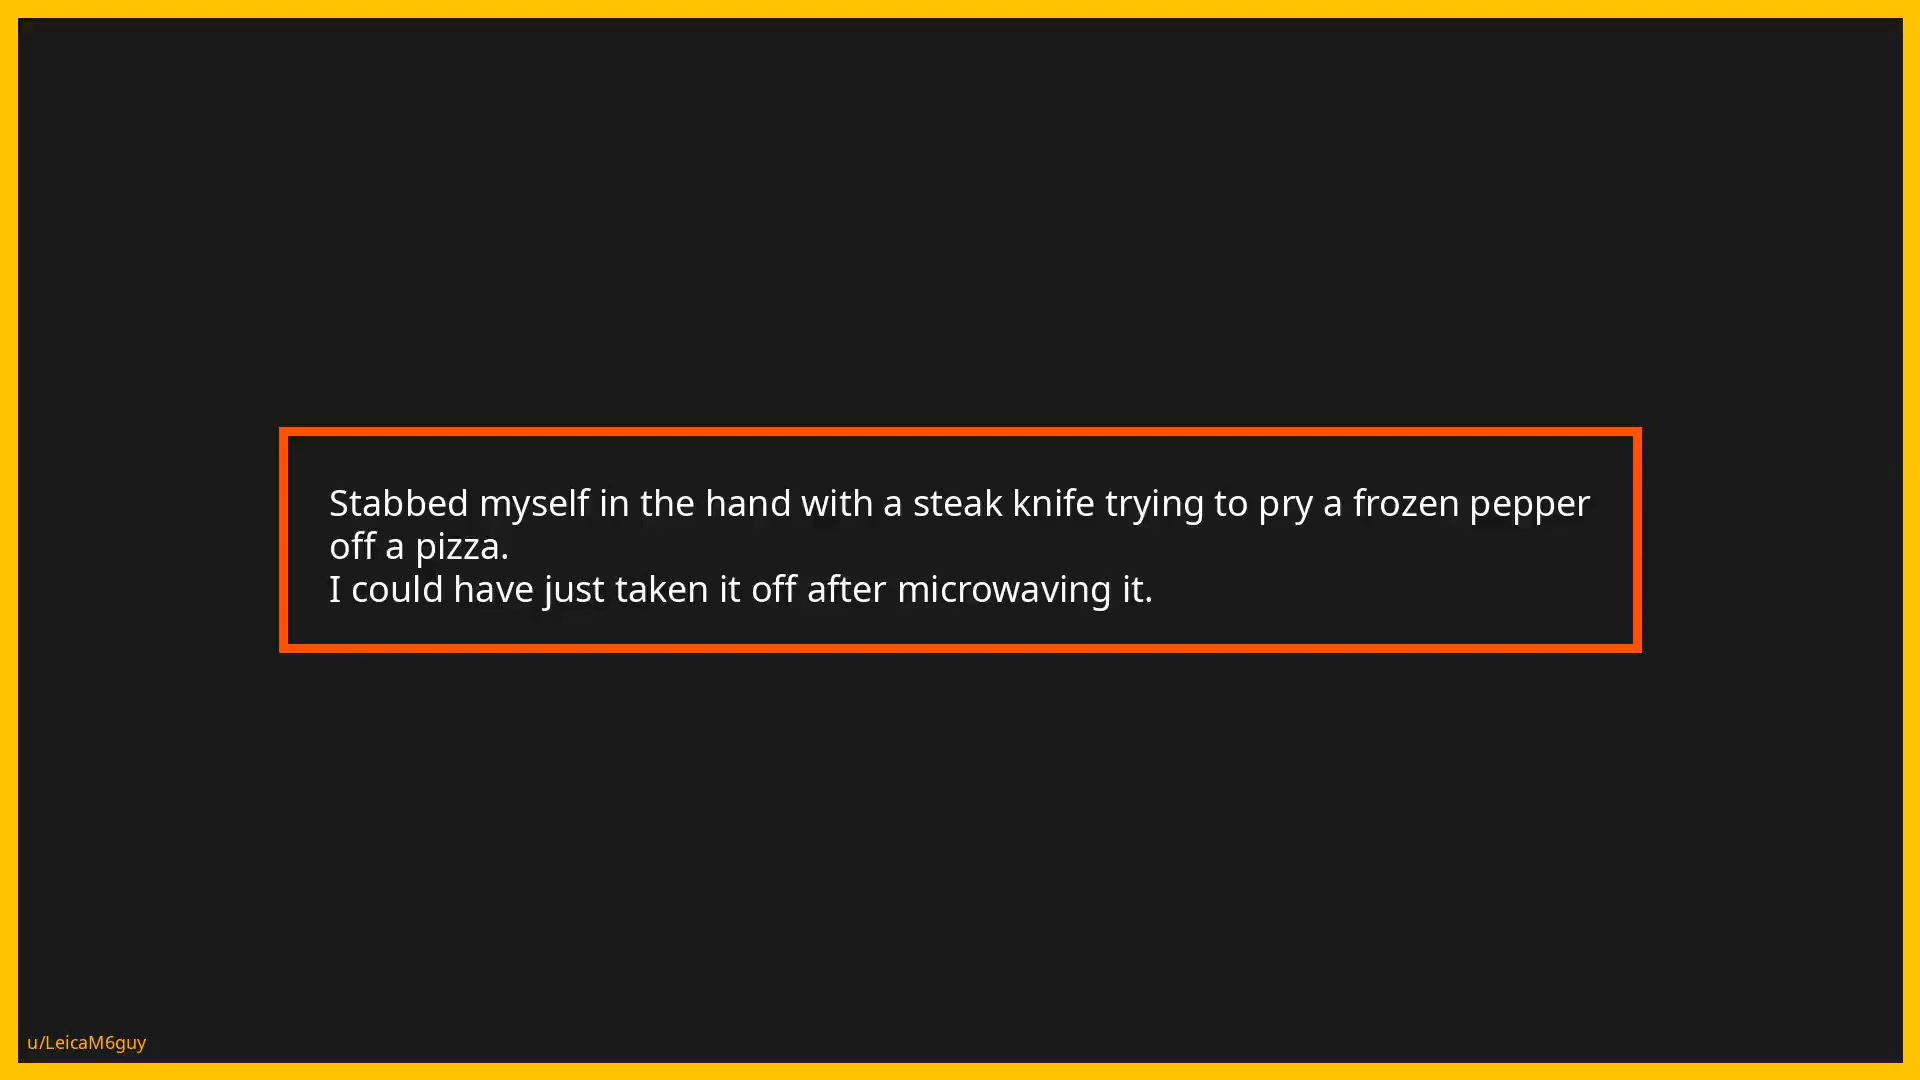 Stabbed myself in the hand with a steak knife trying to pry a frozen pepper
off a pizza.
I could have just taken it off after microwaving it.
u/LeicaM6guy